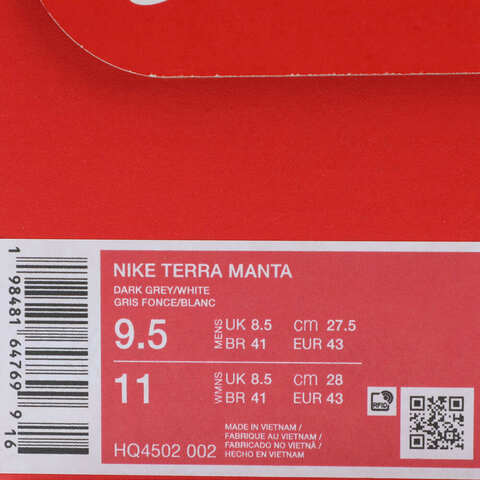 1 98481 64769 9 16
NIKE TERRA MANTA
DARK GREY/WHITE
GRIS FONCE/BLANC
9.5 MENS UK 8.5 cm 27.5
BR 41 EUR 43
11 WMNS UK 8.5 cm 28
BR 41 EUR 43
RFID
HQ4502 002
MADE IN VIETNAM /
FABRIQUE AU VIETNAM /
FABRICADO NO VIETNÃ /
HECHO EN VIETNAM